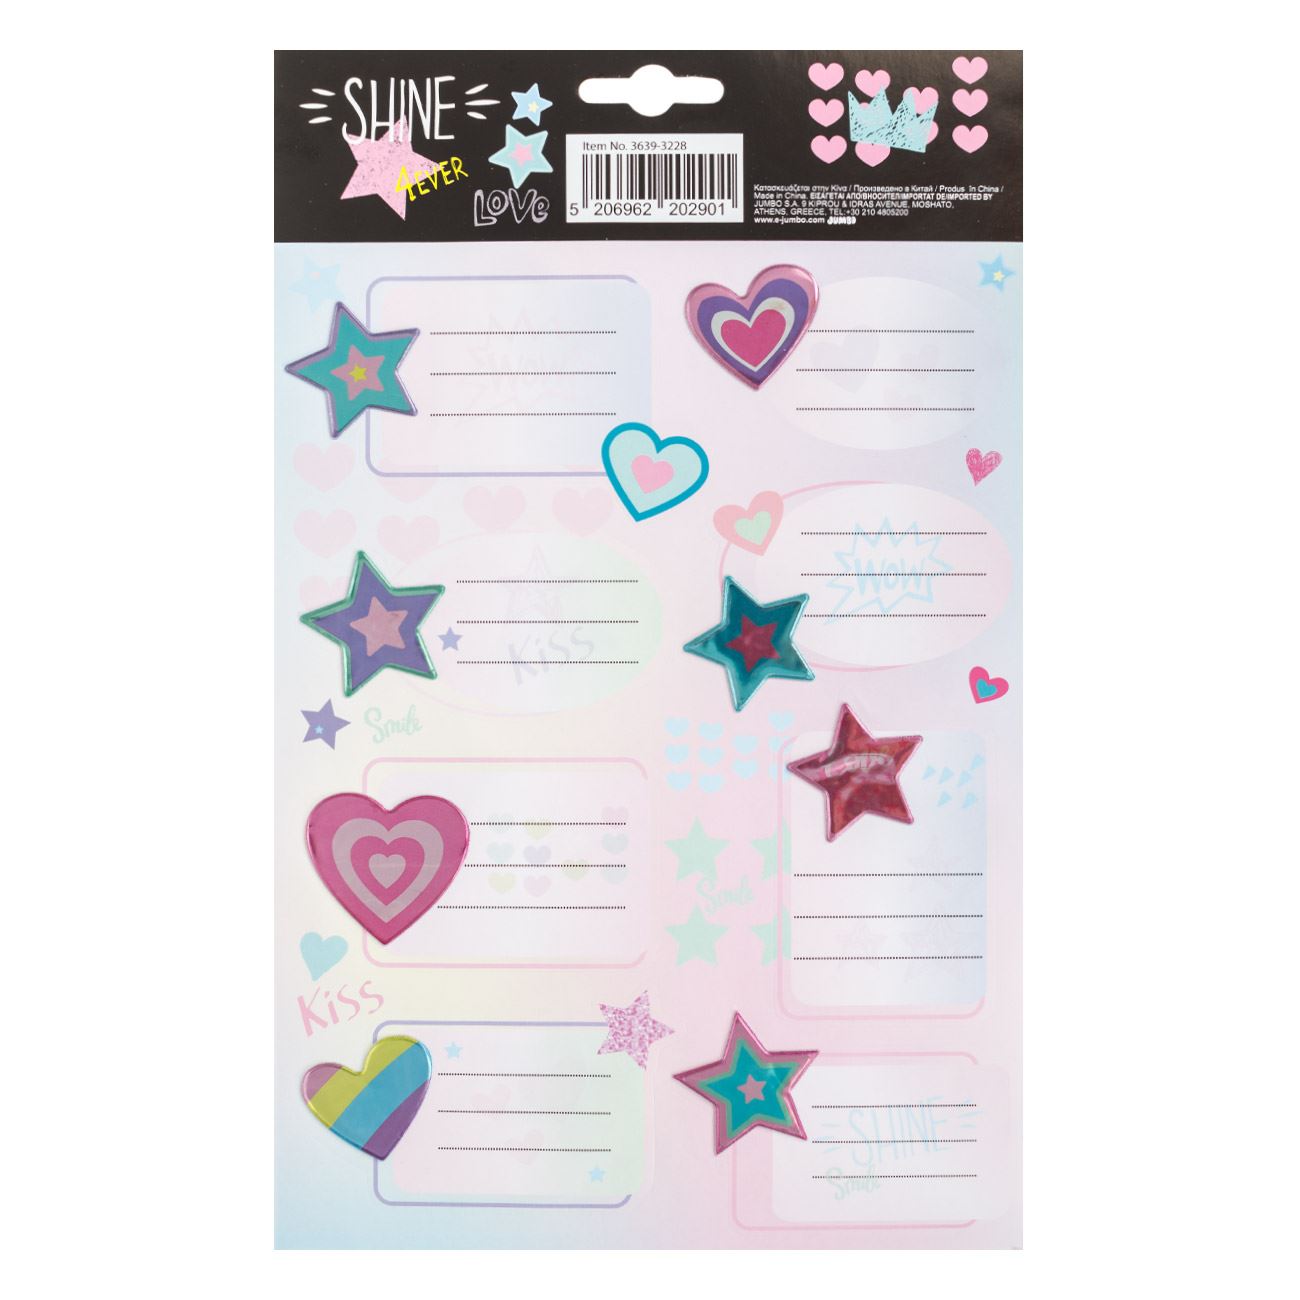 SHINE
4EVER
LOVE
Item No. 3639-3228
5 206962 202901
Κατασκευάζεται στην Κίνα / Произведено в Китай / Produs în China /
Made in China. ΕΙΣΑΓΕΤΑΙ ΑΠΟ/ВНОСИТЕЛ/IMPORTAT DE/IMPORTED BY
JUMBO S.A. 9 KIPROU & IDRAS AVENUE, MOSHATO,
ATHENS, GREECE, TEL:+30 210 4805200
www.e-jumbo.com JUMBO
WOW
WOW
Kiss
Smile
Smile
Kiss
SHINE
Smile